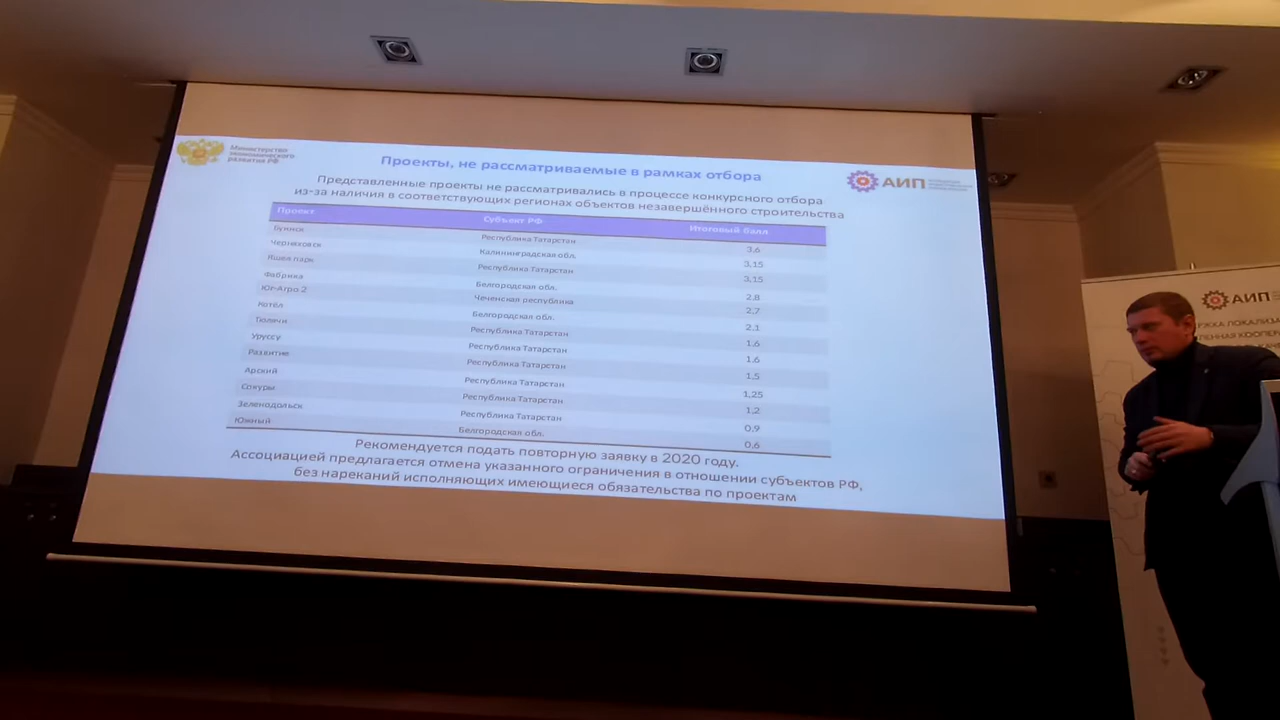 Министерство
экономического
развития РФ
Проекты, не рассматриваемые в рамках отбора
АИП
Представленные проекты не рассматривались в процессе конкурсного отбора
из-за наличия в соответствующих регионах объектов незавершённого строительства
Проект Субъект РФ Итоговый балл
Буинск Республика Татарстан 3,6
Черняховск Калининградская обл. 3,15
Яшел парк Республика Татарстан 3,15
Фабрика Белгородская обл. 2,8
Юг-Агро 2 Чеченская республика 2,7
Котёл Белгородская обл. 2,1
Республика Татарстан 1,6
Уруссу Республика Татарстан 1,6
Развитие Республика Татарстан 1,5
Арский Республика Татарстан 1,25
Сокуры Республика Татарстан 1,2
Зеленодольск Республика Татарстан 0,9
Южный Белгородская обл. 0,6
Рекомендуется подать повторную заявку в 2020 году.
Ассоциацией предлагается отмена указанного ограничения в отношении субъектов РФ,
без нареканий исполняющих имеющиеся обязательства по проектам
АИП